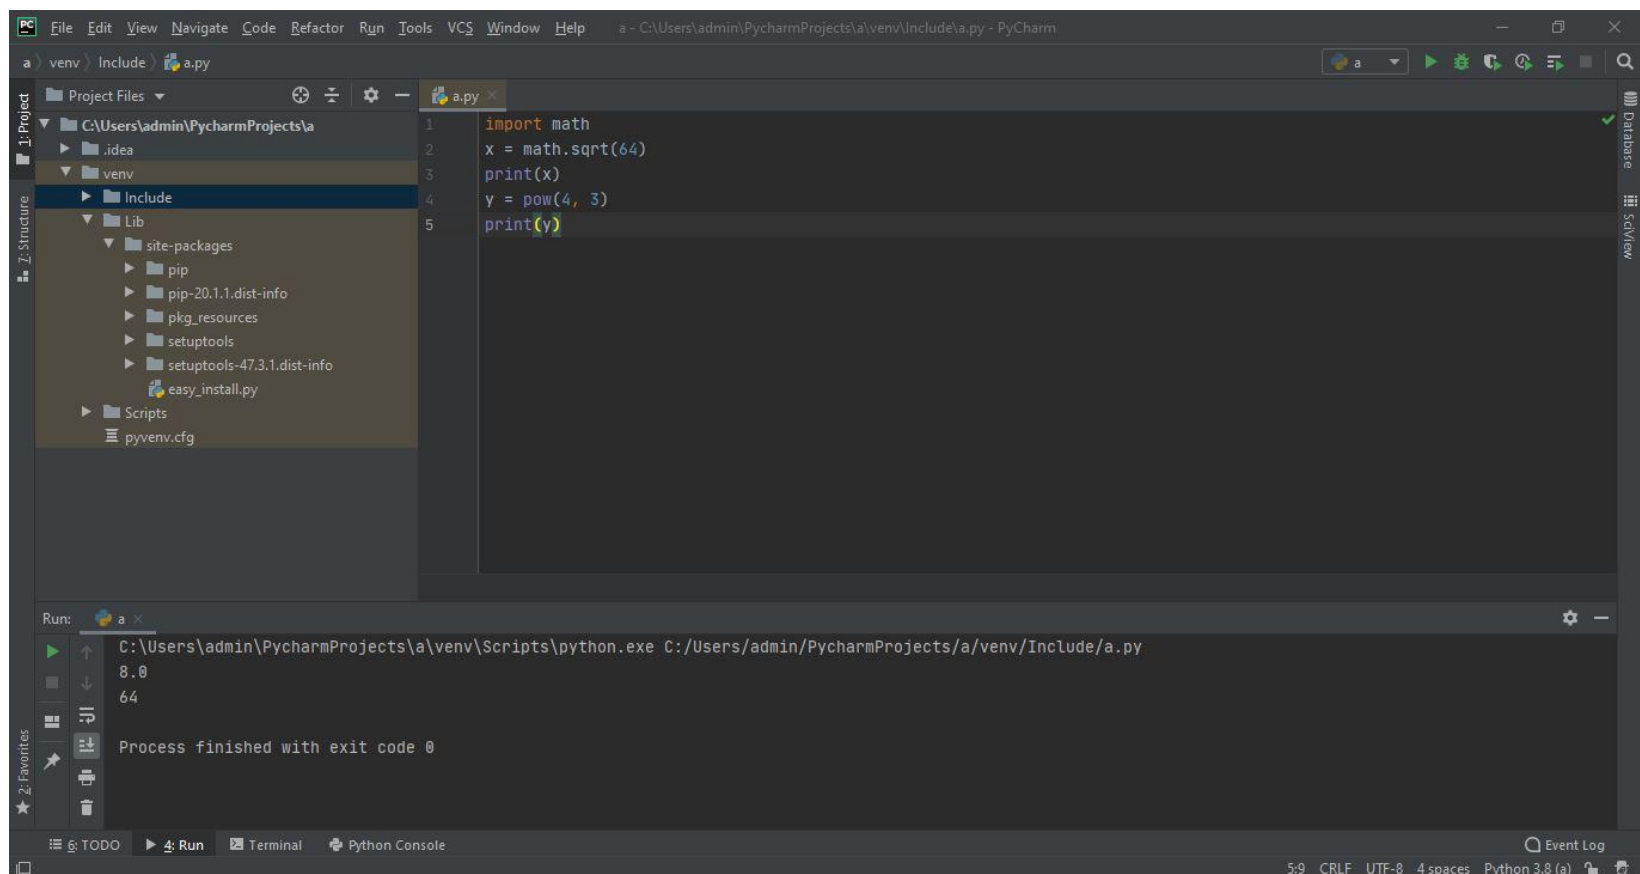 PC File Edit View Navigate Code Refactor Run Tools VCS Window Help a - C:\Users\admin\PycharmProjects\a\venv\Include\a.py - PyCharm
a venv Include a.py a
1: Project
Project Files
C:\Users\admin\PycharmProjects\a
.idea
venv
Include
Lib
site-packages
pip
pip-20.1.1.dist-info
pkg_resources
setuptools
setuptools-47.3.1.dist-info
easy_install.py
Scripts
pyvenv.cfg
7: Structure
2: Favorites
a.py
1 import math
2 x = math.sqrt(64)
3 print(x)
4 y = pow(4, 3)
5 print(y)
Database
SciView
Run: a
C:\Users\admin\PycharmProjects\a\venv\Scripts\python.exe C:/Users/admin/PycharmProjects/a/venv/Include/a.py
8.0
64
Process finished with exit code 0
6: TODO 4: Run Terminal Python Console Event Log
5:9 CRLF UTF-8 4 spaces Python 3.8 (a)